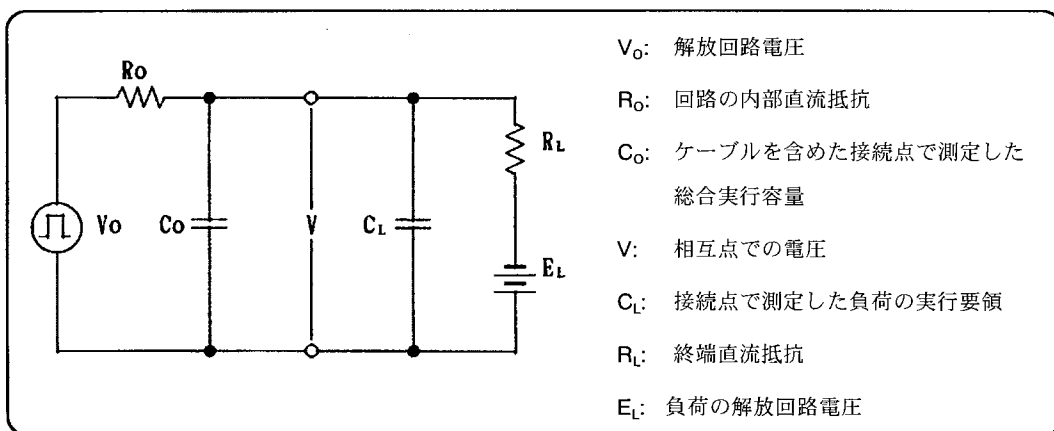 Ro
Vo
Co
V
CL
RL
EL
VO: 解放回路電圧
RO: 回路の内部直流抵抗
CO: ケーブルを含めた接続点で測定した
総合実行容量
V: 相互点での電圧
CL: 接続点で測定した負荷の実行要領
RL: 終端直流抵抗
EL: 負荷の解放回路電圧